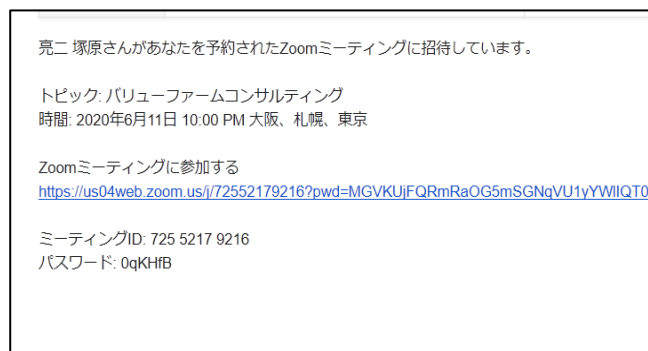 亮二 塚原さんがあなたを予約されたZoomミーティングに招待しています。
トピック: バリューファームコンサルティング
時間: 2020年6月11日 10:00 PM 大阪、札幌、東京
Zoomミーティングに参加する
https://us04web.zoom.us/j/72552179216?pwd=MGVKUjFQRmRaOG5mSGNqVU1yYWllQT0
ミーティングID: 725 5217 9216
パスワード: 0qKHfB